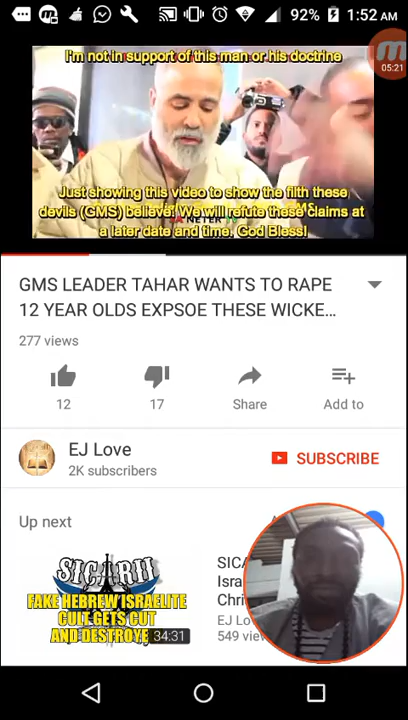 92% 1:52 AM
05:21
I'm not in support of this man or his doctrine
Just showing this video to show the filth these
devils (GMS) believe. We will refute these claims at
a later date and time. God Bless!
GMS LEADER TAHAR WANTS TO RAPE
12 YEAR OLDS EXPSOE THESE WICKE...
277 views
12
17
Share
Add to
EJ Love
2K subscribers
SUBSCRIBE
Up next
SICARII
FAKE HEBREW ISRAELITE
CULT GETS CUT
AND DESTROYE
34:31
SICA
Isra
Chri
EJ Lo
549 vie